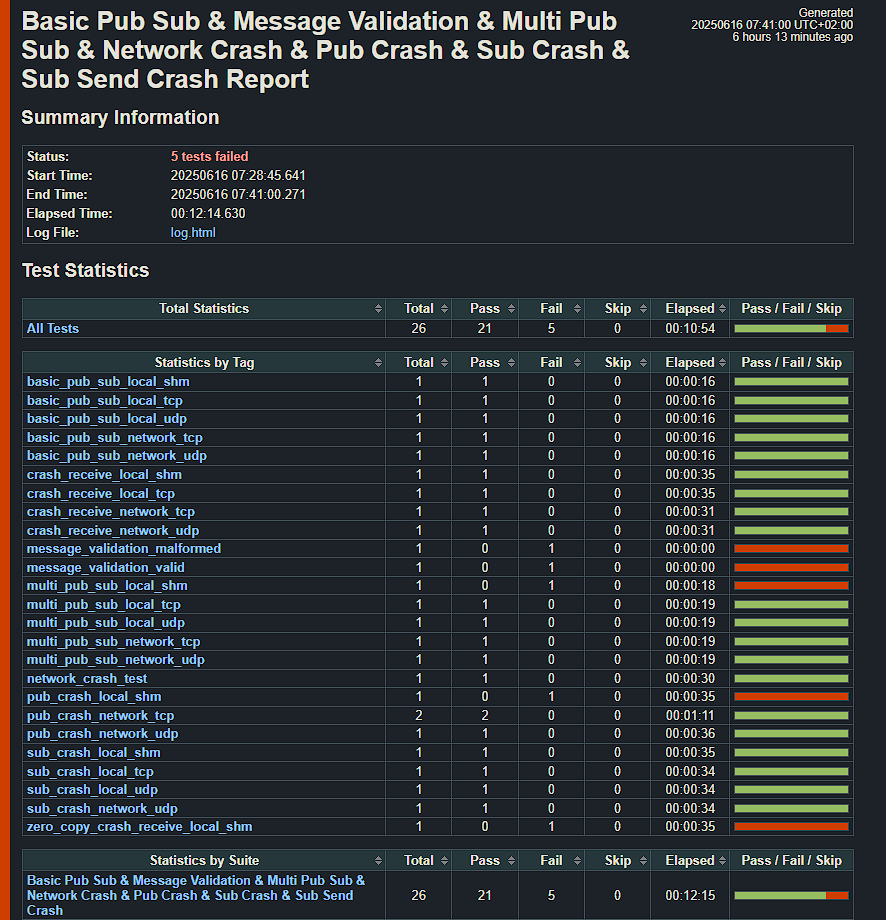 Basic Pub Sub & Message Validation & Multi Pub
Sub & Network Crash & Pub Crash & Sub Crash &
Sub Send Crash Report
Generated
20250616 07:41:00 UTC+02:00
6 hours 13 minutes ago
Summary Information
Status: 5 tests failed
Start Time: 20250616 07:28:45.641
End Time: 20250616 07:41:00.271
Elapsed Time: 00:12:14.630
Log File: log.html
Test Statistics
Total Statistics Total Pass Fail Skip Elapsed Pass / Fail / Skip
All Tests 26 21 5 0 00:10:54
Statistics by Tag Total Pass Fail Skip Elapsed Pass / Fail / Skip
basic_pub_sub_local_shm 1 1 0 0 00:00:16
basic_pub_sub_local_tcp 1 1 0 0 00:00:16
basic_pub_sub_local_udp 1 1 0 0 00:00:16
basic_pub_sub_network_tcp 1 1 0 0 00:00:16
basic_pub_sub_network_udp 1 1 0 0 00:00:16
crash_receive_local_shm 1 1 0 0 00:00:35
crash_receive_local_tcp 1 1 0 0 00:00:35
crash_receive_network_tcp 1 1 0 0 00:00:31
crash_receive_network_udp 1 1 0 0 00:00:31
message_validation_malformed 1 0 1 0 00:00:00
message_validation_valid 1 0 1 0 00:00:00
multi_pub_sub_local_shm 1 0 1 0 00:00:18
multi_pub_sub_local_tcp 1 1 0 0 00:00:19
multi_pub_sub_local_udp 1 1 0 0 00:00:19
multi_pub_sub_network_tcp 1 1 0 0 00:00:19
multi_pub_sub_network_udp 1 1 0 0 00:00:19
network_crash_test 1 1 0 0 00:00:30
pub_crash_local_shm 1 0 1 0 00:00:35
pub_crash_network_tcp 2 2 0 0 00:01:11
pub_crash_network_udp 1 1 0 0 00:00:36
sub_crash_local_shm 1 1 0 0 00:00:35
sub_crash_local_tcp 1 1 0 0 00:00:34
sub_crash_local_udp 1 1 0 0 00:00:34
sub_crash_network_udp 1 1 0 0 00:00:34
zero_copy_crash_receive_local_shm 1 0 1 0 00:00:35
Statistics by Suite Total Pass Fail Skip Elapsed Pass / Fail / Skip
Basic Pub Sub & Message Validation & Multi Pub Sub &
Network Crash & Pub Crash & Sub Crash & Sub Send 26 21 5 0 00:12:15
Crash